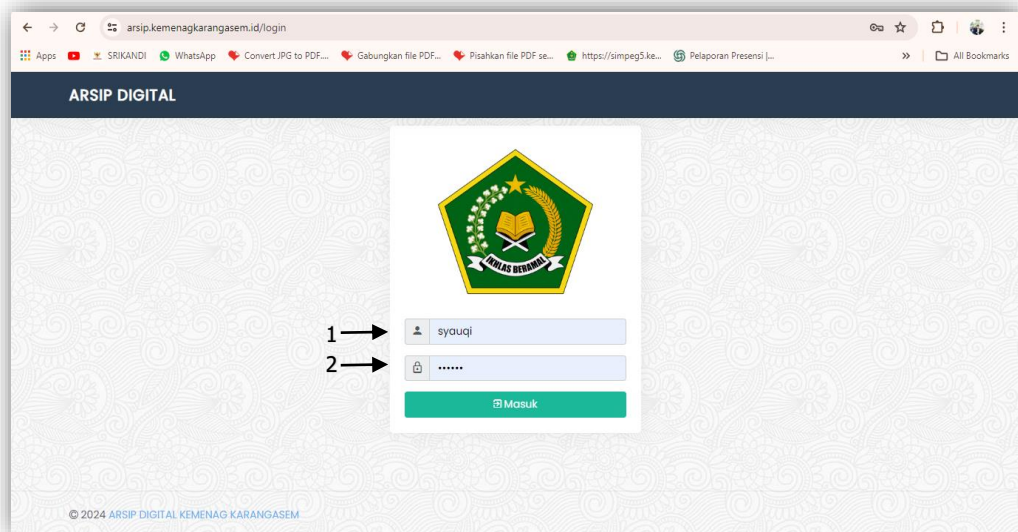 arsip.kemenagkarangasem.id/login
Apps SRIKANDI WhatsApp Convert JPG to PDF.... Gabungkan file PDF... Pisahkan file PDF se... https://simpeg5.ke... Pelaporan Presensi |... » All Bookmarks
ARSIP DIGITAL
IKHLAS BERAMAL
1 syauqi
2 ••••••
Masuk
© 2024 ARSIP DIGITAL KEMENAG KARANGASEM